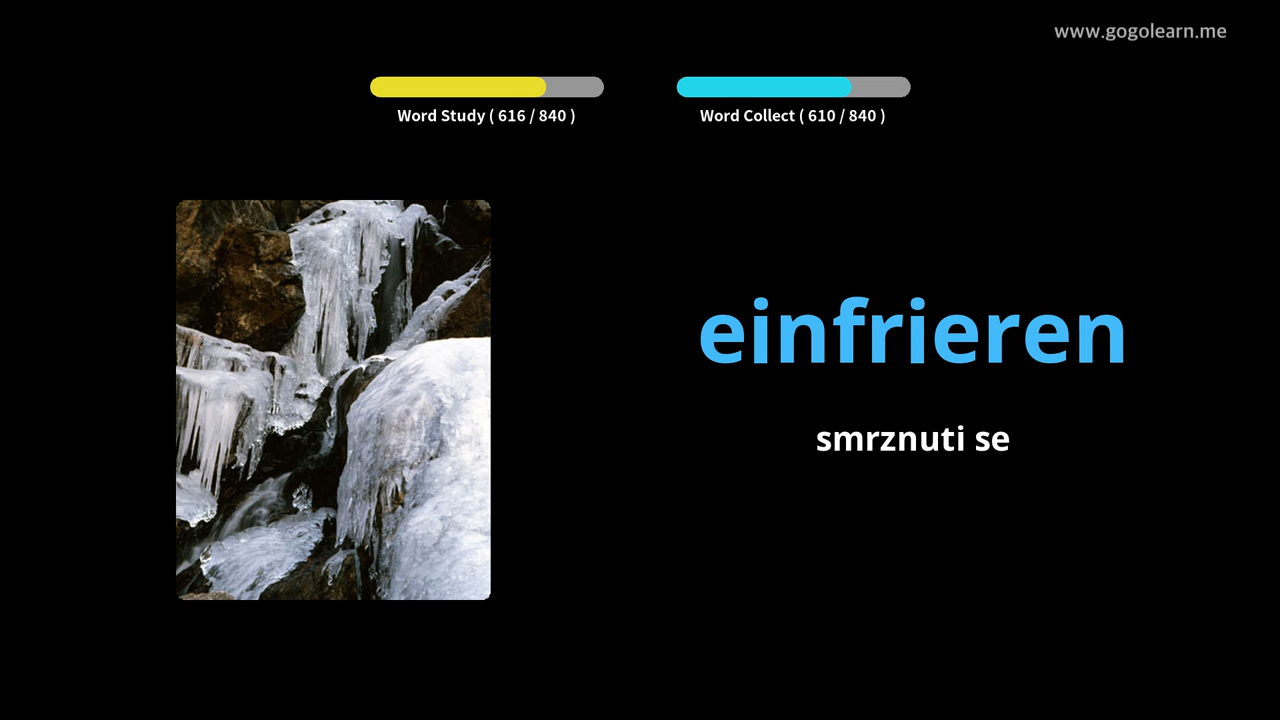 www.gogolearn.me
Word Study ( 616 / 840 )
Word Collect ( 610 / 840 )
einfrieren
smrznuti se